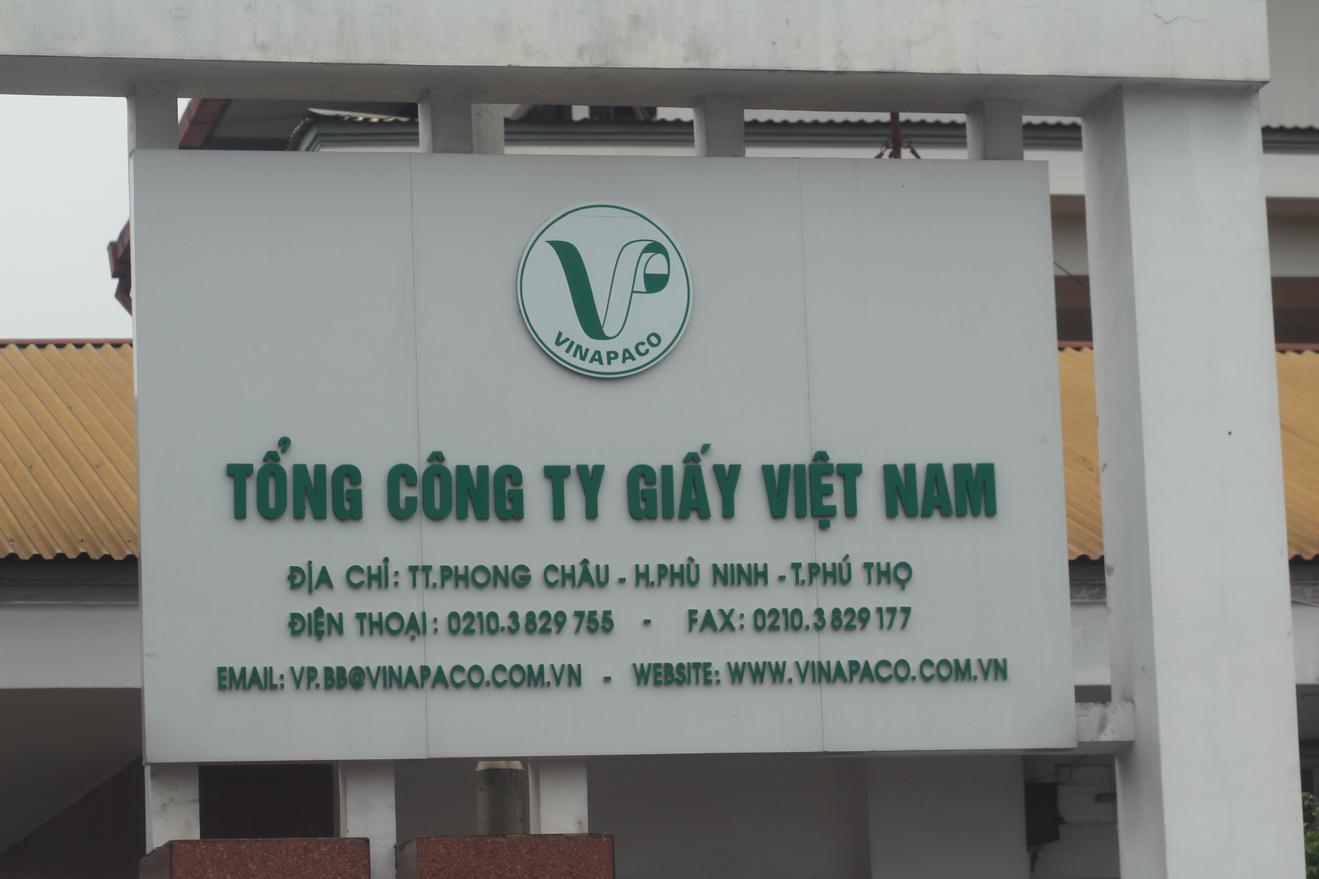 VP
VINAPACO
TỔNG CÔNG TY GIẤY VIỆT NAM
ĐỊA CHỈ: TT.PHONG CHÂU - H.PHÙ NINH - T.PHÚ THỌ
ĐIỆN THOẠI: 0210.3 829 755 - FAX: 0210.3 829 177
EMAIL: VP.BB@VINAPACO.COM.VN - WEBSITE: WWW.VINAPACO.COM.VN